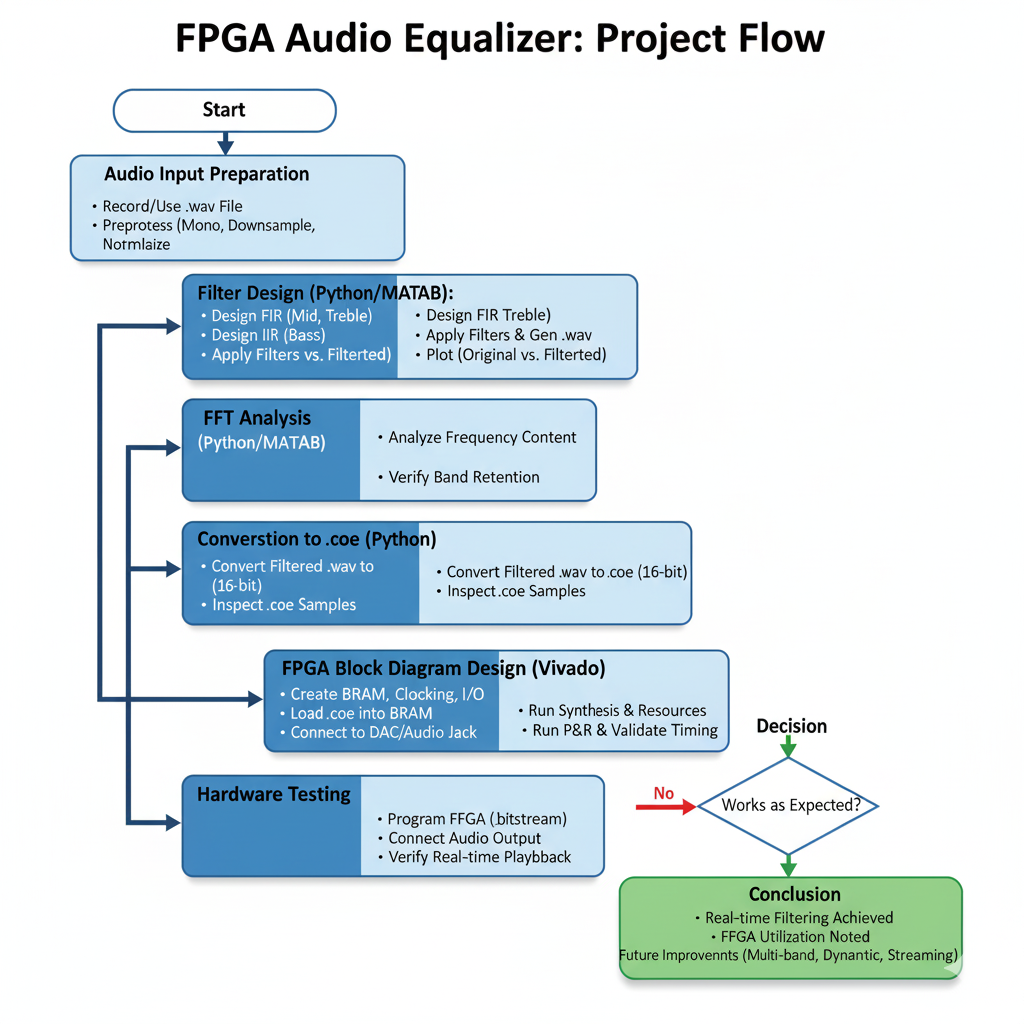 FPGA Audio Equalizer: Project Flow
Start
Audio Input Preparation
• Record/Use .wav File
• Preprotess (Mono, Downsample,
Notmlaize
Filter Design (Python/MATAB):
• Design FIR (Mid, Treble)
• Design IIR (Bass)
• Apply Filters vs. Filterted)
• Design FIR Treble)
• Apply Filters & Gen .wav
• Plot (Original vs. Filterted)
FFT Analysis
(Python/MATAB)
• Analyze Frequency Content
• Verify Band Retention
Converstion to .coe (Python)
• Convert Filtered .wav to
(16-bit)
• Inspect .coe Samples
• Convert Filtered .wav to .coe (16-bit)
• Inspect .coe Samples
FPGA Block Diagram Design (Vivado)
• Create BRAM, Clocking, I/O
• Load .coe into BRAM
• Connect to DAC/Audio Jack
• Run Synthesis & Resources
• Run P&R & Validate Timing
Hardware Testing
• Program FFGA (.bitstream)
• Connect Audio Output
• Verify Real-time Playbback
Decision
No
Works as Expected?
Conclusion
• Real-time Filtering Achieved
• FFGA Utilization Noted
Future Improvennts (Multi-band, Dynantic, Streaming)